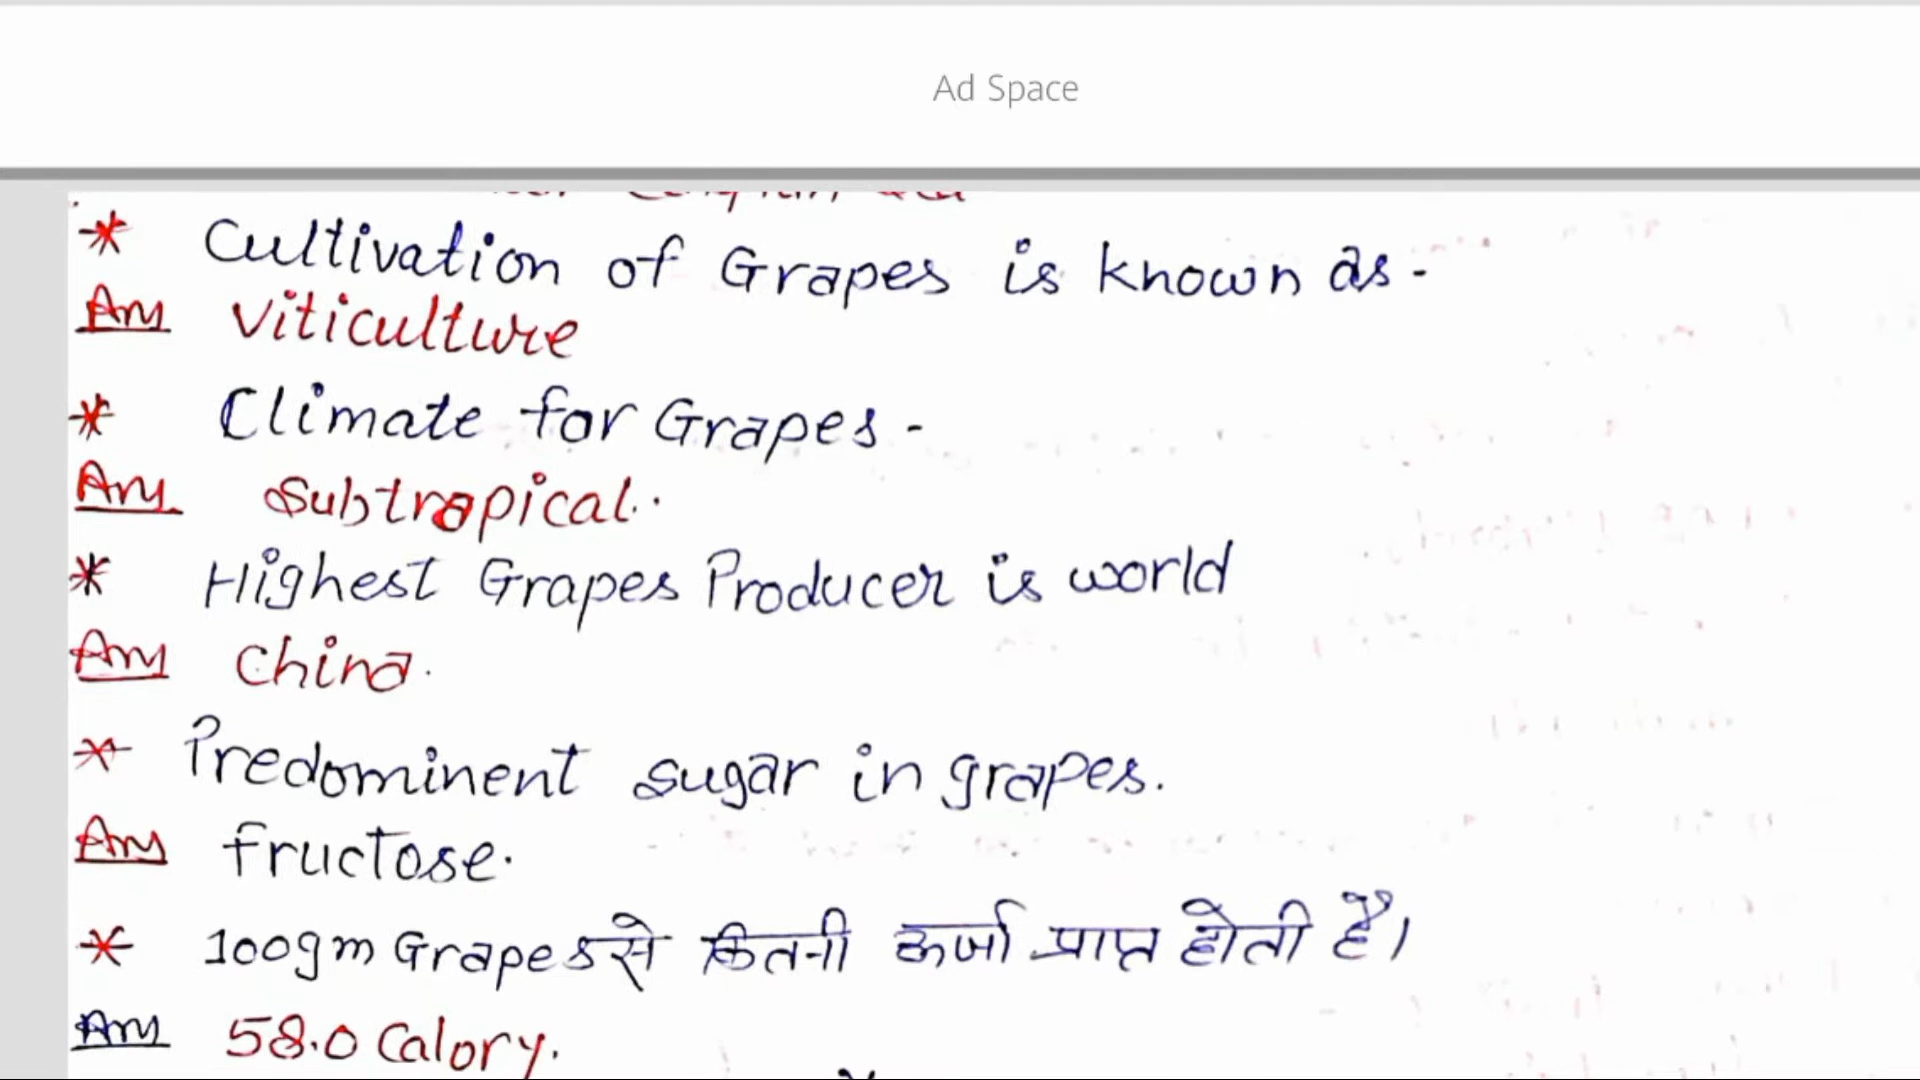 Ad Space
* Cultivation of Grapes is known as -
Ans Viticulture
* Climate for Grapes -
Ans Subtrapical.
* Highest Grapes Producer is world
Ans China.
* Predominent sugar in grapes.
Ans fructose.
* 100gm Grapes से कितनी ऊर्जा प्राप्त होती है।
Ans 58.0 Calory.